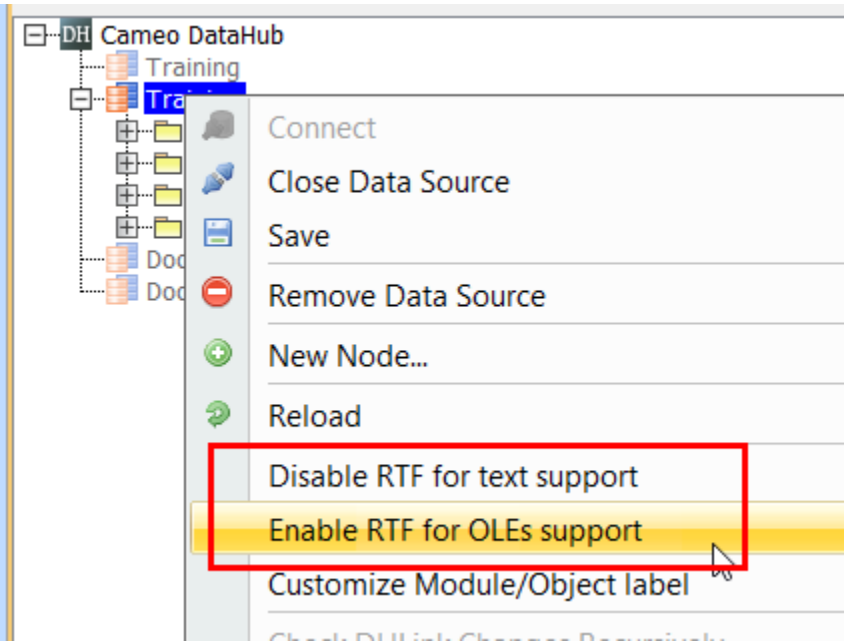 DH Cameo DataHub
Training
Connect
Close Data Source
Save
Remove Data Source
New Node...
Reload
Disable RTF for text support
Enable RTF for OLEs support
Customize Module/Object label